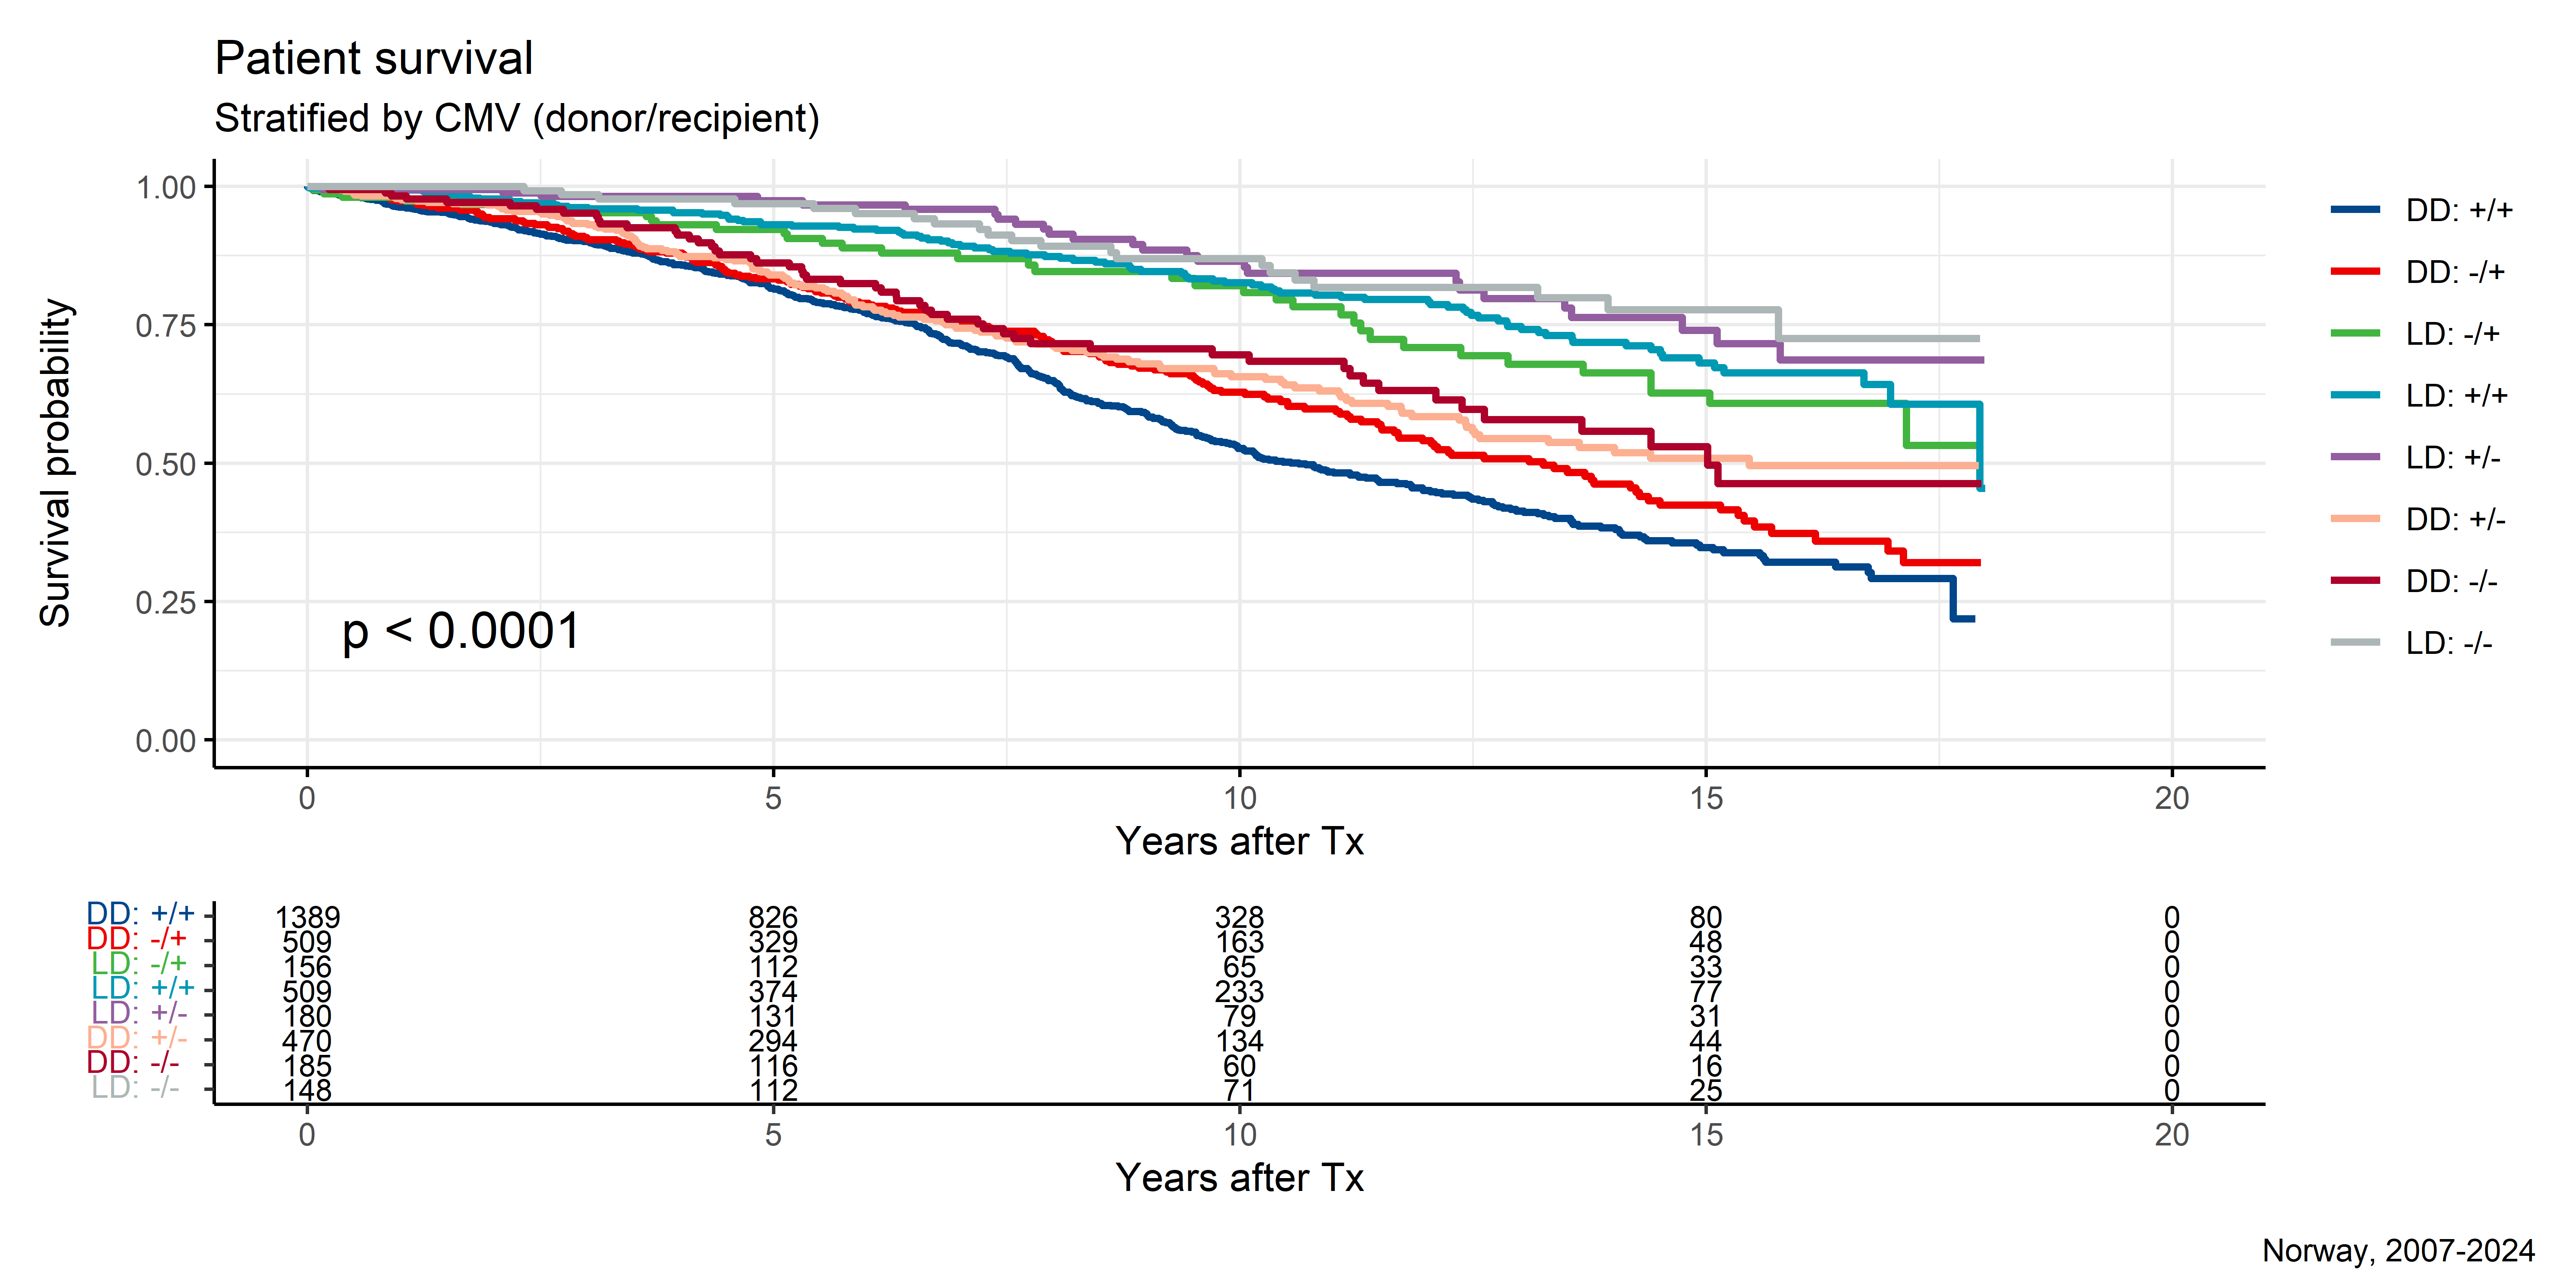 Patient survival
Stratified by CMV (donor/recipient)
Survival probability
1.00
0.75
0.50
0.25
0.00
p < 0.0001
0 5 10 15 20
Years after Tx
DD: +/+
DD: -/+
LD: -/+
LD: +/+
LD: +/-
DD: +/-
DD: -/-
LD: -/-
DD: +/+ 1389 826 328 80 0
DD: -/+ 509 329 163 48 0
LD: -/+ 156 112 65 33 0
LD: +/+ 509 374 233 77 0
LD: +/- 180 131 79 31 0
DD: +/- 470 294 134 44 0
DD: -/- 185 116 60 16 0
LD: -/- 148 112 71 25 0
0 5 10 15 20
Years after Tx
Norway, 2007-2024